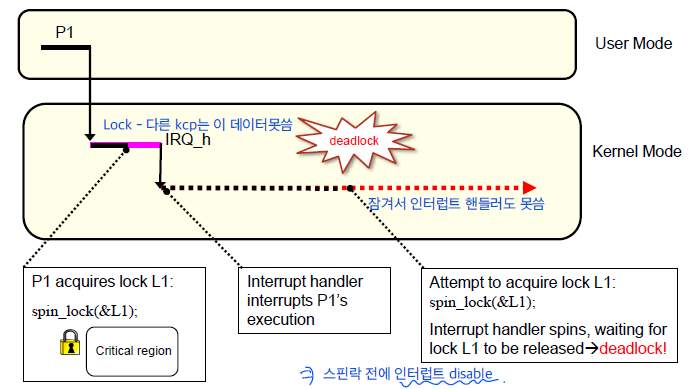 P1
User Mode
Lock - 다른 kcp는 이 데이터못씀
IRQ_h
deadlock
Kernel Mode
잠겨서 인터럽트 핸들러도 못씀
P1 acquires lock L1:
spin_lock(&L1);
Critical region
Interrupt handler
interrupts P1's
execution
Attempt to acquire lock L1:
spin_lock(&L1);
Interrupt handler spins, waiting for
lock L1 to be released→deadlock!
=> 스핀락 전에 인터럽트 disable.